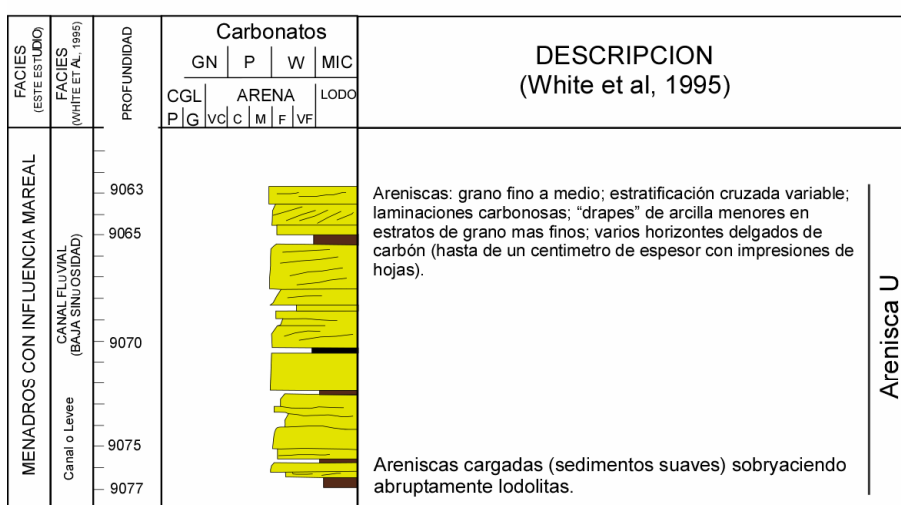 FACIES
(ESTE ESTUDIO)
FACIES
(WHITE ET AL, 1995)
PROFUNDIDAD
Carbonatos
GN P W MIC
CGL ARENA LODO
P G VC C M F VF
DESCRIPCION
(White et al, 1995)
MENADROS CON INFLUENCIA MAREAL
CANAL FLUVIAL
(BAJA SINUOSIDAD)
Canal o Levee
9063
9065
9070
9075
9077
Areniscas: grano fino a medio; estratificación cruzada variable;
laminaciones carbonosas; “drapes” de arcilla menores en
estratos de grano mas finos; varios horizontes delgados de
carbón (hasta de un centimetro de espesor con impresiones de
hojas).
Areniscas cargadas (sedimentos suaves) sobryaciendo
abruptamente lodolitas.
Arenisca U